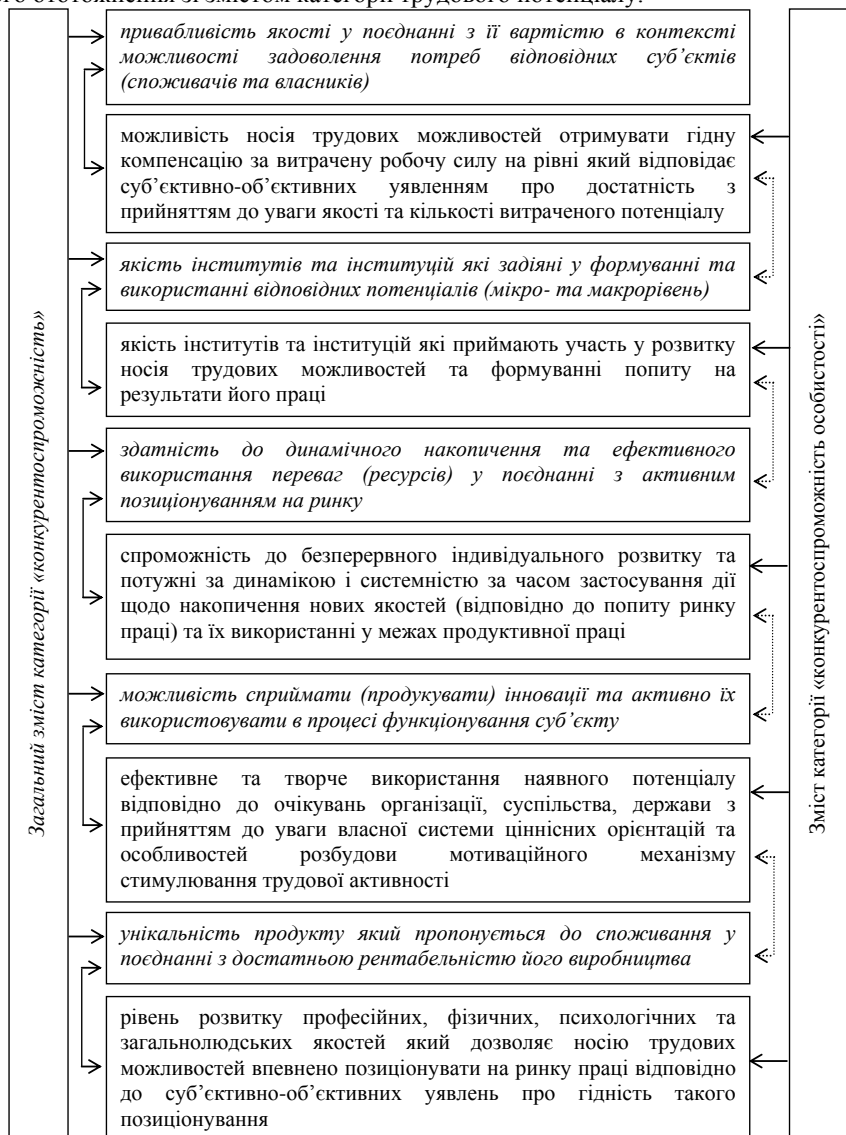 привабливість якості у поєднанні з її вартістю в контексті
можливості задоволення потреб відповідних суб’єктів
(споживачів та власників)
можливість носія трудових можливостей отримувати гідну
компенсацію за витрачену робочу силу на рівні який відповідає
суб’єктивно-об’єктивних уявленням про достатність з
прийняттям до уваги якості та кількості витраченого потенціалу
якість інститутів та інституцій які задіяні у формуванні та
використанні відповідних потенціалів (мікро- та макрорівень)
якість інститутів та інституцій які приймають участь у розвитку
носія трудових можливостей та формуванні попиту на
результати його праці
здатність до динамічного накопичення та ефективного
використання переваг (ресурсів) у поєднанні з активним
позиціонуванням на ринку
спроможність до безперервного індивідуального розвитку та
потужні за динамікою і системністю за часом застосування дії
щодо накопичення нових якостей (відповідно до попиту ринку
праці) та їх використанні у межах продуктивної праці
можливість сприймати (продукувати) інновації та активно їх
використовувати в процесі функціонування суб’єкту
ефективне та творче використання наявного потенціалу
відповідно до очікувань організації, суспільства, держави з
прийняттям до уваги власної системи ціннісних орієнтацій та
особливостей розбудови мотиваційного механізму
стимулювання трудової активності
унікальність продукту який пропонується до споживання у
поєднанні з достатньою рентабельністю його виробництва
рівень розвитку професійних, фізичних, психологічних та
загальнолюдських якостей який дозволяє носію трудових
можливостей впевнено позиціонувати на ринку праці відповідно
до суб’єктивно-об’єктивних уявлень про гідність такого
позиціонування
Загальний зміст категорії «конкурентоспроможність»
Зміст категорії «конкурентоспроможність особистості»